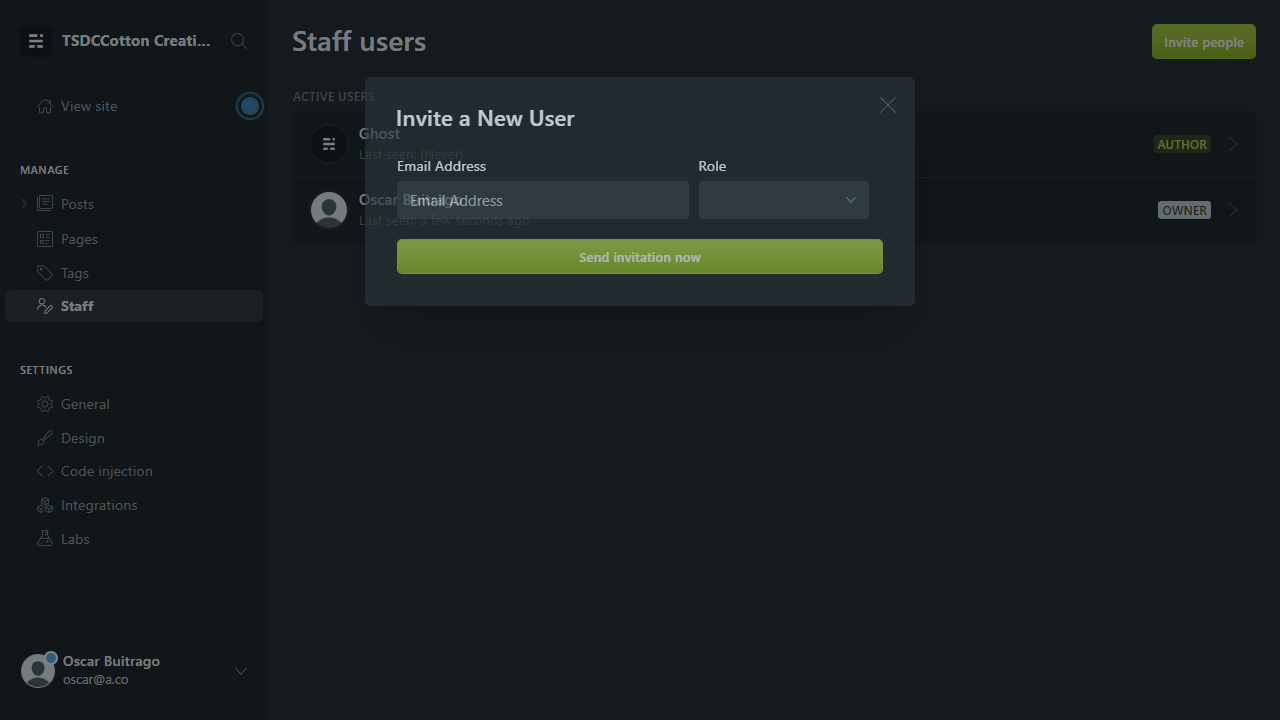 TSDCCotton Creati...
View site
MANAGE
Posts
Pages
Tags
Staff
SETTINGS
General
Design
Code injection
Integrations
Labs
Oscar Buitrago
oscar@a.co
Staff users
Invite people
ACTIVE USERS
Ghost
Last seen: (Never)
AUTHOR
Oscar Buitrago
Last seen: a few seconds ago
OWNER
Invite a New User
Email Address
Role
Email Address
Send invitation now